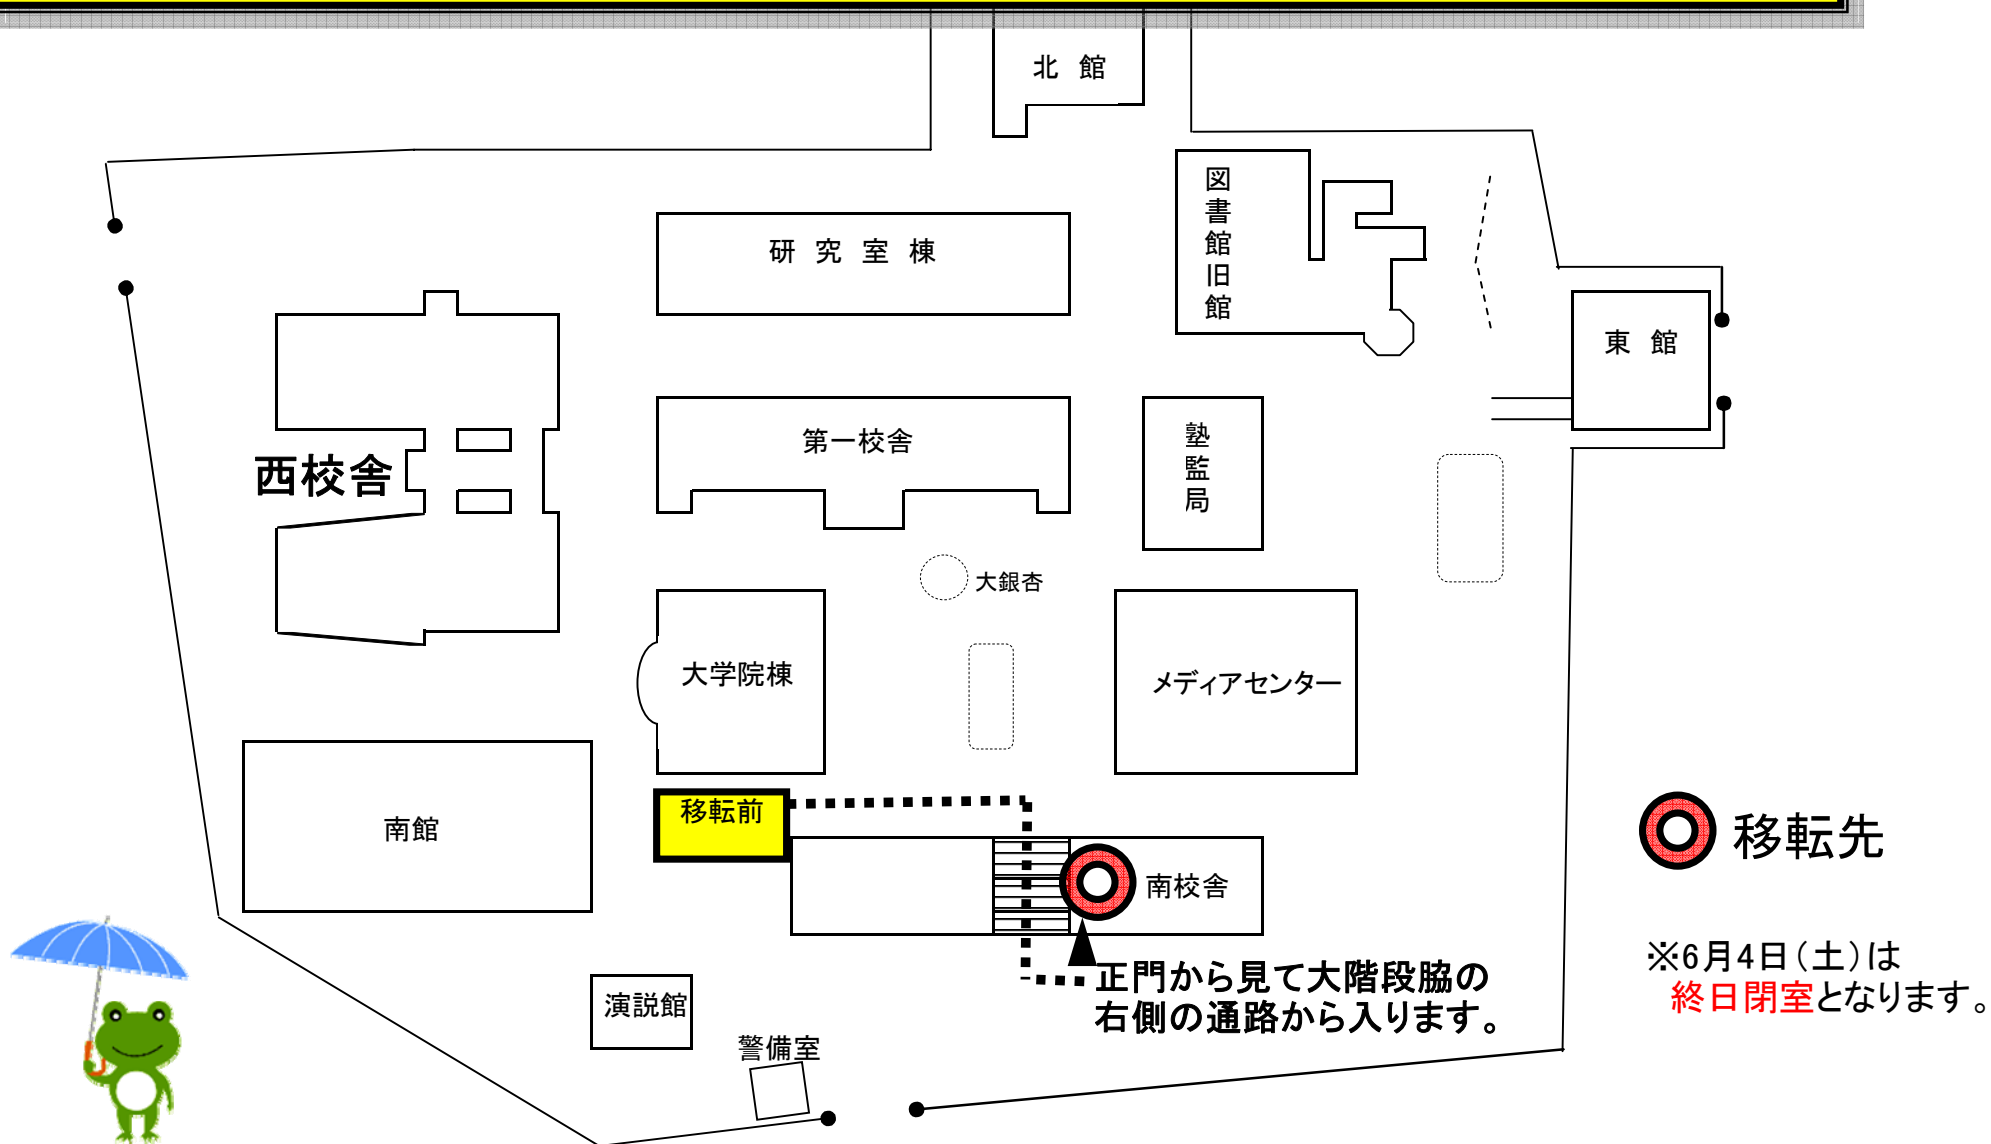 北館
図書館旧館
研究室棟
東館
第一校舎
塾監局
西校舎
大銀杏
大学院棟
メディアセンター
移転前
南館
移転先
南校舎
※6月4日(土)は
終日閉室となります。
正門から見て大階段脇の
右側の通路から入ります。
演説館
警備室